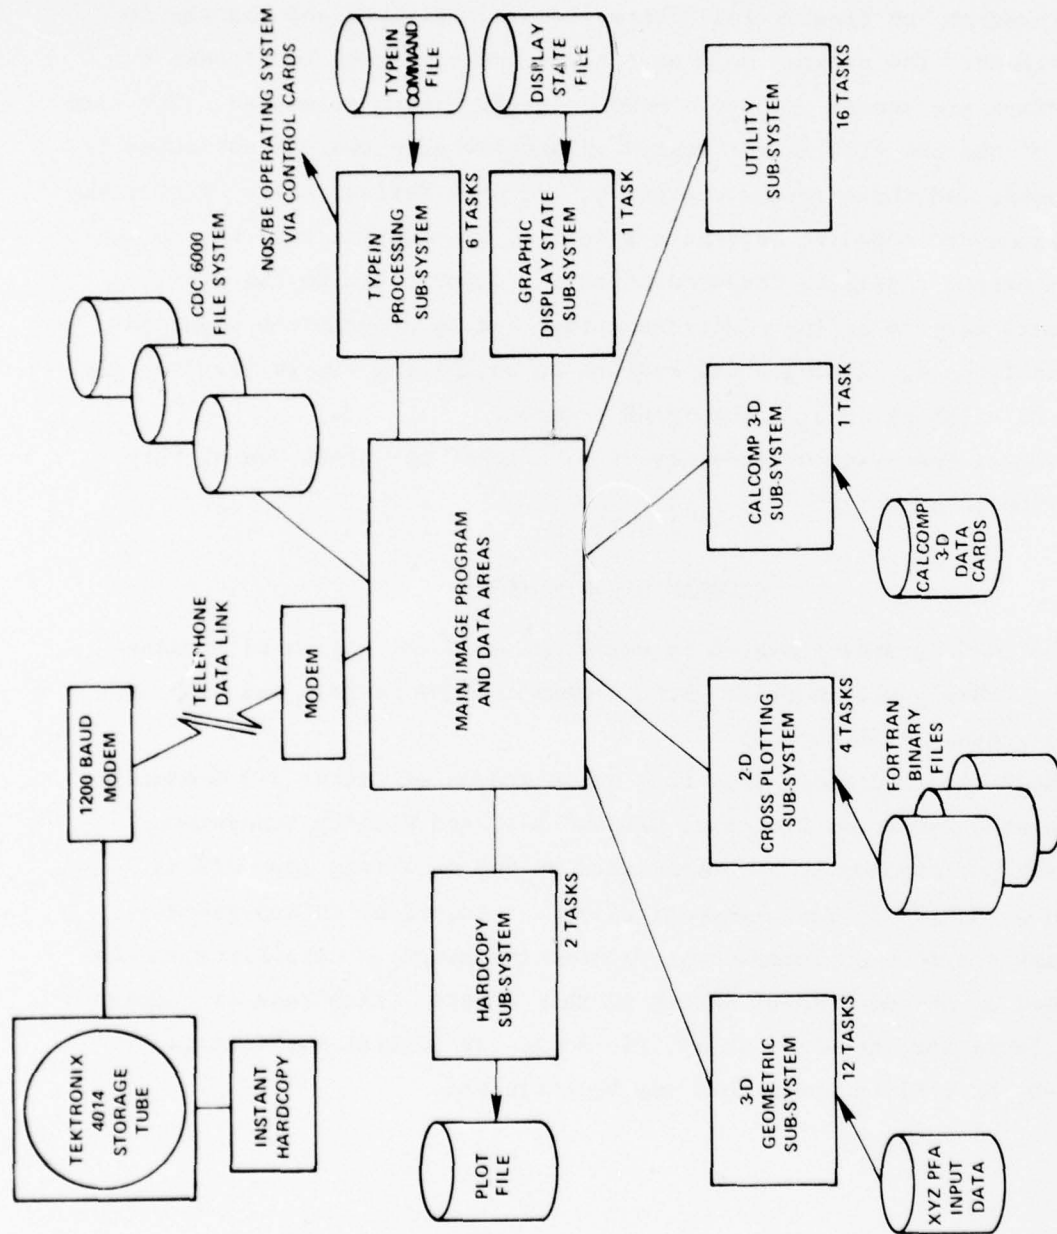 TEKTRONIX
4014
STORAGE
TUBE
INSTANT
HARDCOPY
1200 BAUD
MODEM
TELEPHONE
DATA LINK
MODEM
CDC 6000
FILE SYSTEM
NOS/BE OPERATING SYSTEM
VIA CONTROL CARDS
TYPEIN
COMMAND
FILE
DISPLAY
STATE
FILE
PLOT
FILE
HARDCOPY
SUB-SYSTEM
2 TASKS
MAIN IMAGE PROGRAM
AND DATA AREAS
TYPEIN
PROCESSING
SUB-SYSTEM
6 TASKS
GRAPHIC
DISPLAY STATE
SUB-SYSTEM
1 TASK
3-D
GEOMETRIC
SUB-SYSTEM
12 TASKS
2-D
CROSS PLOTTING
SUB-SYSTEM
4 TASKS
CALCOMP 3-D
SUB-SYSTEM
1 TASK
UTILITY
SUB-SYSTEM
16 TASKS
XYZ PFA
INPUT
DATA
FORTRAN
BINARY
FILES
CALCOMP
3-D
DATA
CARDS